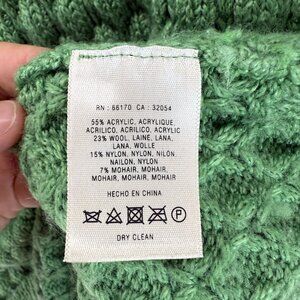 RN : 66170 CA : 32054
55% ACRYLIC, ACRYLIQUE,
ACRILICO, ACRILICO, ACRYLIC
23% WOOL, LAINE, LANA,
LANA, WOLLE
15% NYLON, NYLON, NILÓN,
NAILON, NYLON
7% MOHAIR, MOHAIR,
MOHAIR, MOHAIR, MOHAIR
HECHO EN CHINA
P
DRY CLEAN